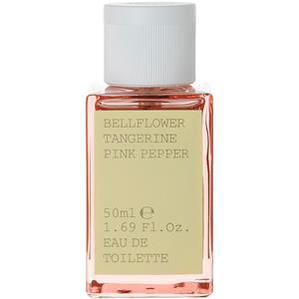 BELLFLOWER
TANGERINE
PINK PEPPER
50ml ℮
1.69 Fl.Oz.
EAU DE
TOILETTE